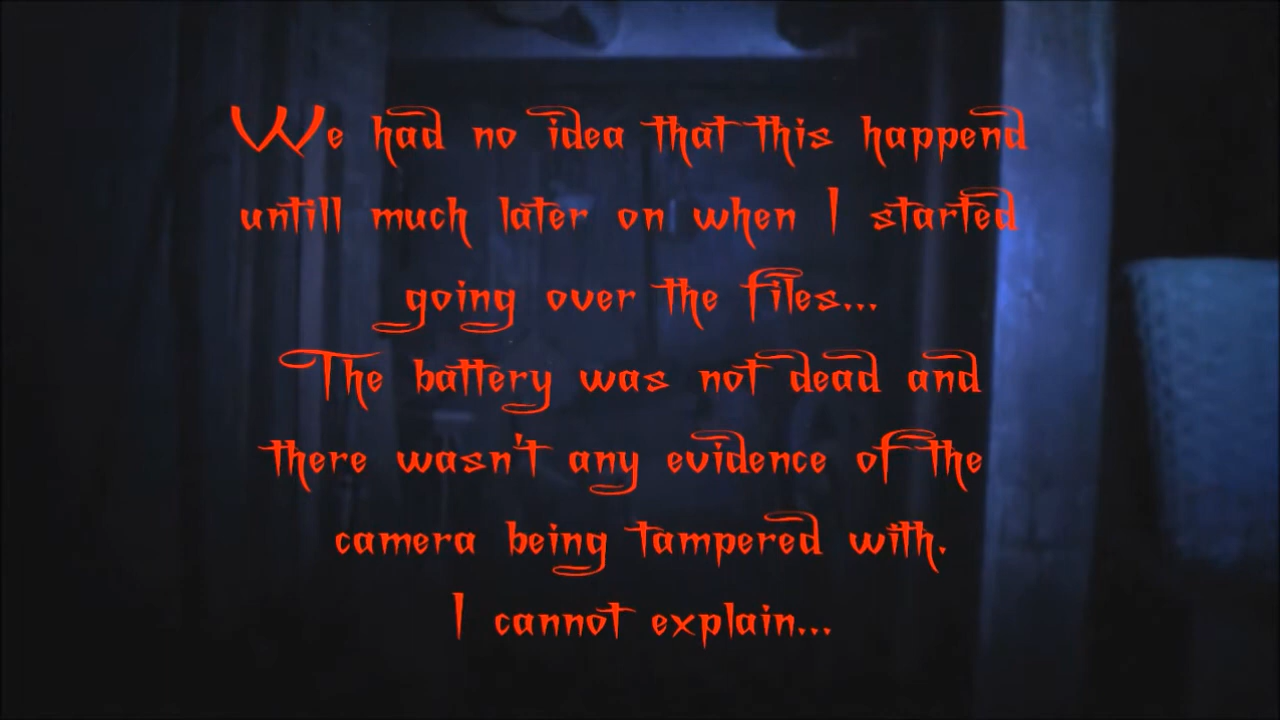 We had no idea that this happend
untill much later on when I started
going over the files...
The battery was not dead and
there wasn't any evidence of the
camera being tampered with.
I cannot explain...